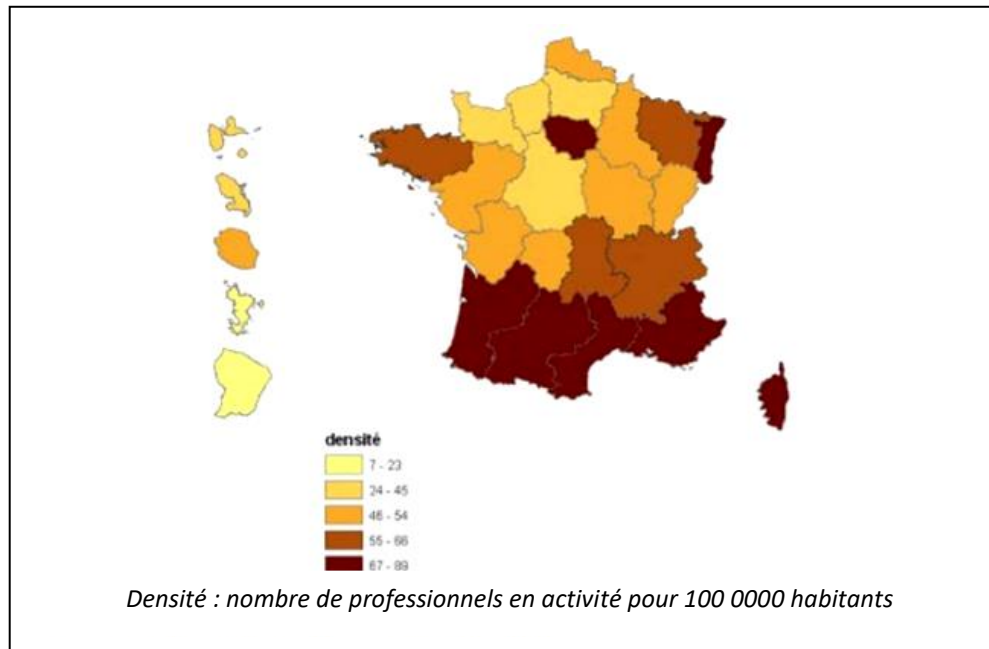 densité
7 - 23
24 - 45
46 - 54
55 - 66
67 - 89
Densité : nombre de professionnels en activité pour 100 0000 habitants